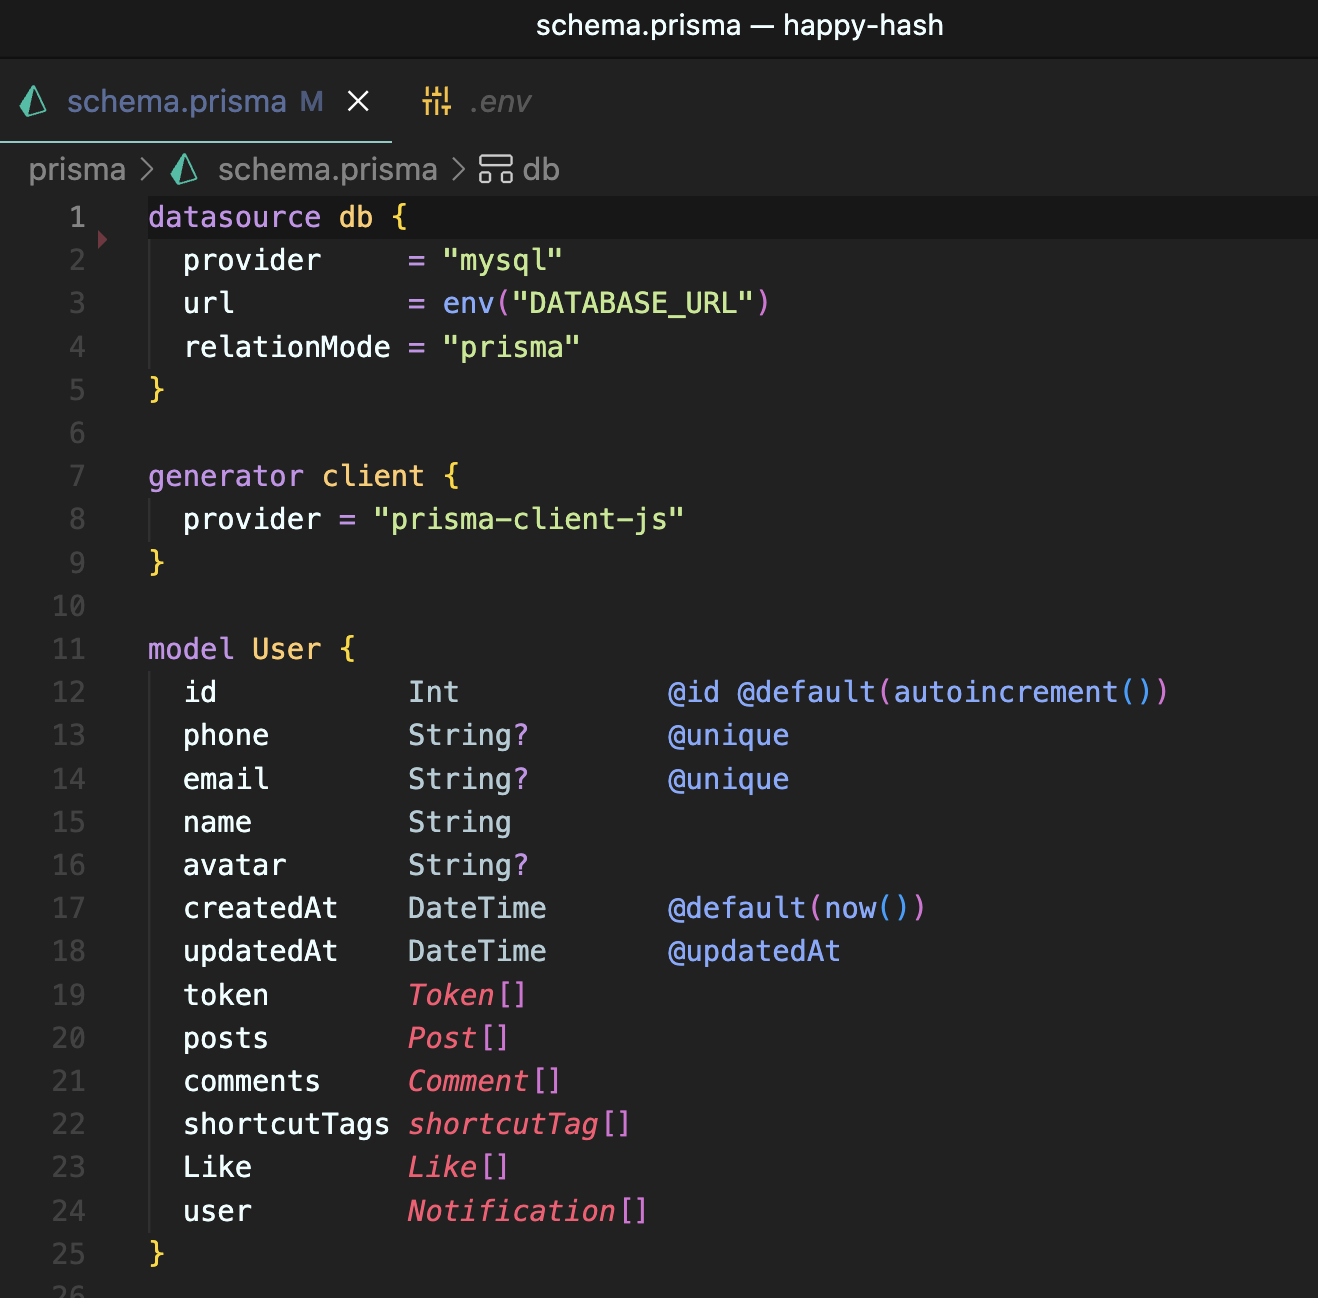 schema.prisma — happy-hash
schema.prisma M .env
prisma > schema.prisma > db
1 datasource db {
2   provider     = "mysql"
3   url          = env("DATABASE_URL")
4   relationMode = "prisma"
5 }
6
7 generator client {
8   provider = "prisma-client-js"
9 }
10
11 model User {
12   id           Int            @id @default(autoincrement())
13   phone        String?        @unique
14   email        String?        @unique
15   name         String
16   avatar       String?
17   createdAt    DateTime       @default(now())
18   updatedAt    DateTime       @updatedAt
19   token        Token[]
20   posts        Post[]
21   comments     Comment[]
22   shortcutTags shortcutTag[]
23   Like         Like[]
24   user         Notification[]
25 }
26